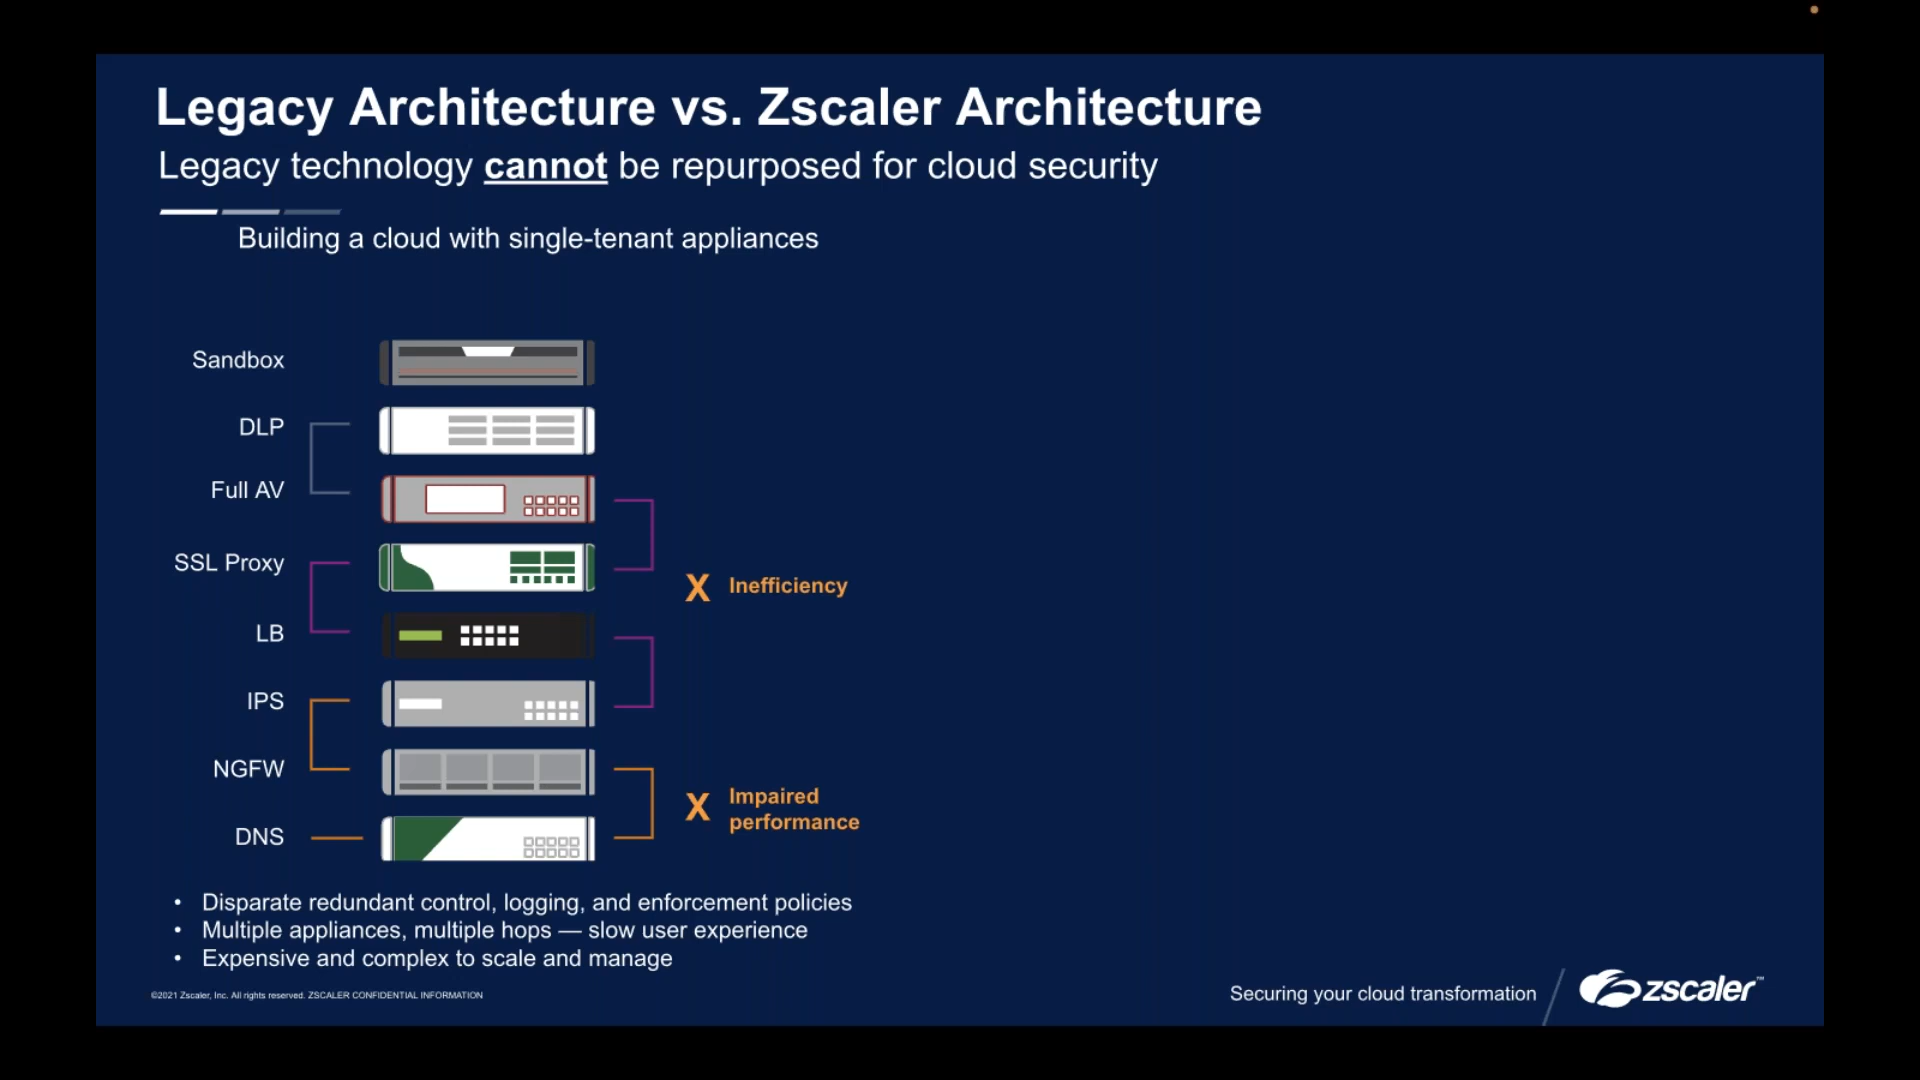 Legacy Architecture vs. Zscaler Architecture
Legacy technology cannot be repurposed for cloud security
Building a cloud with single-tenant appliances
Sandbox
DLP
Full AV
SSL Proxy
X Inefficiency
LB
IPS
NGFW
X Impaired
performance
DNS
• Disparate redundant control, logging, and enforcement policies
• Multiple appliances, multiple hops — slow user experience
• Expensive and complex to scale and manage
©2021 Zscaler, Inc. All rights reserved. ZSCALER CONFIDENTIAL INFORMATION
Securing your cloud transformation
zscaler™